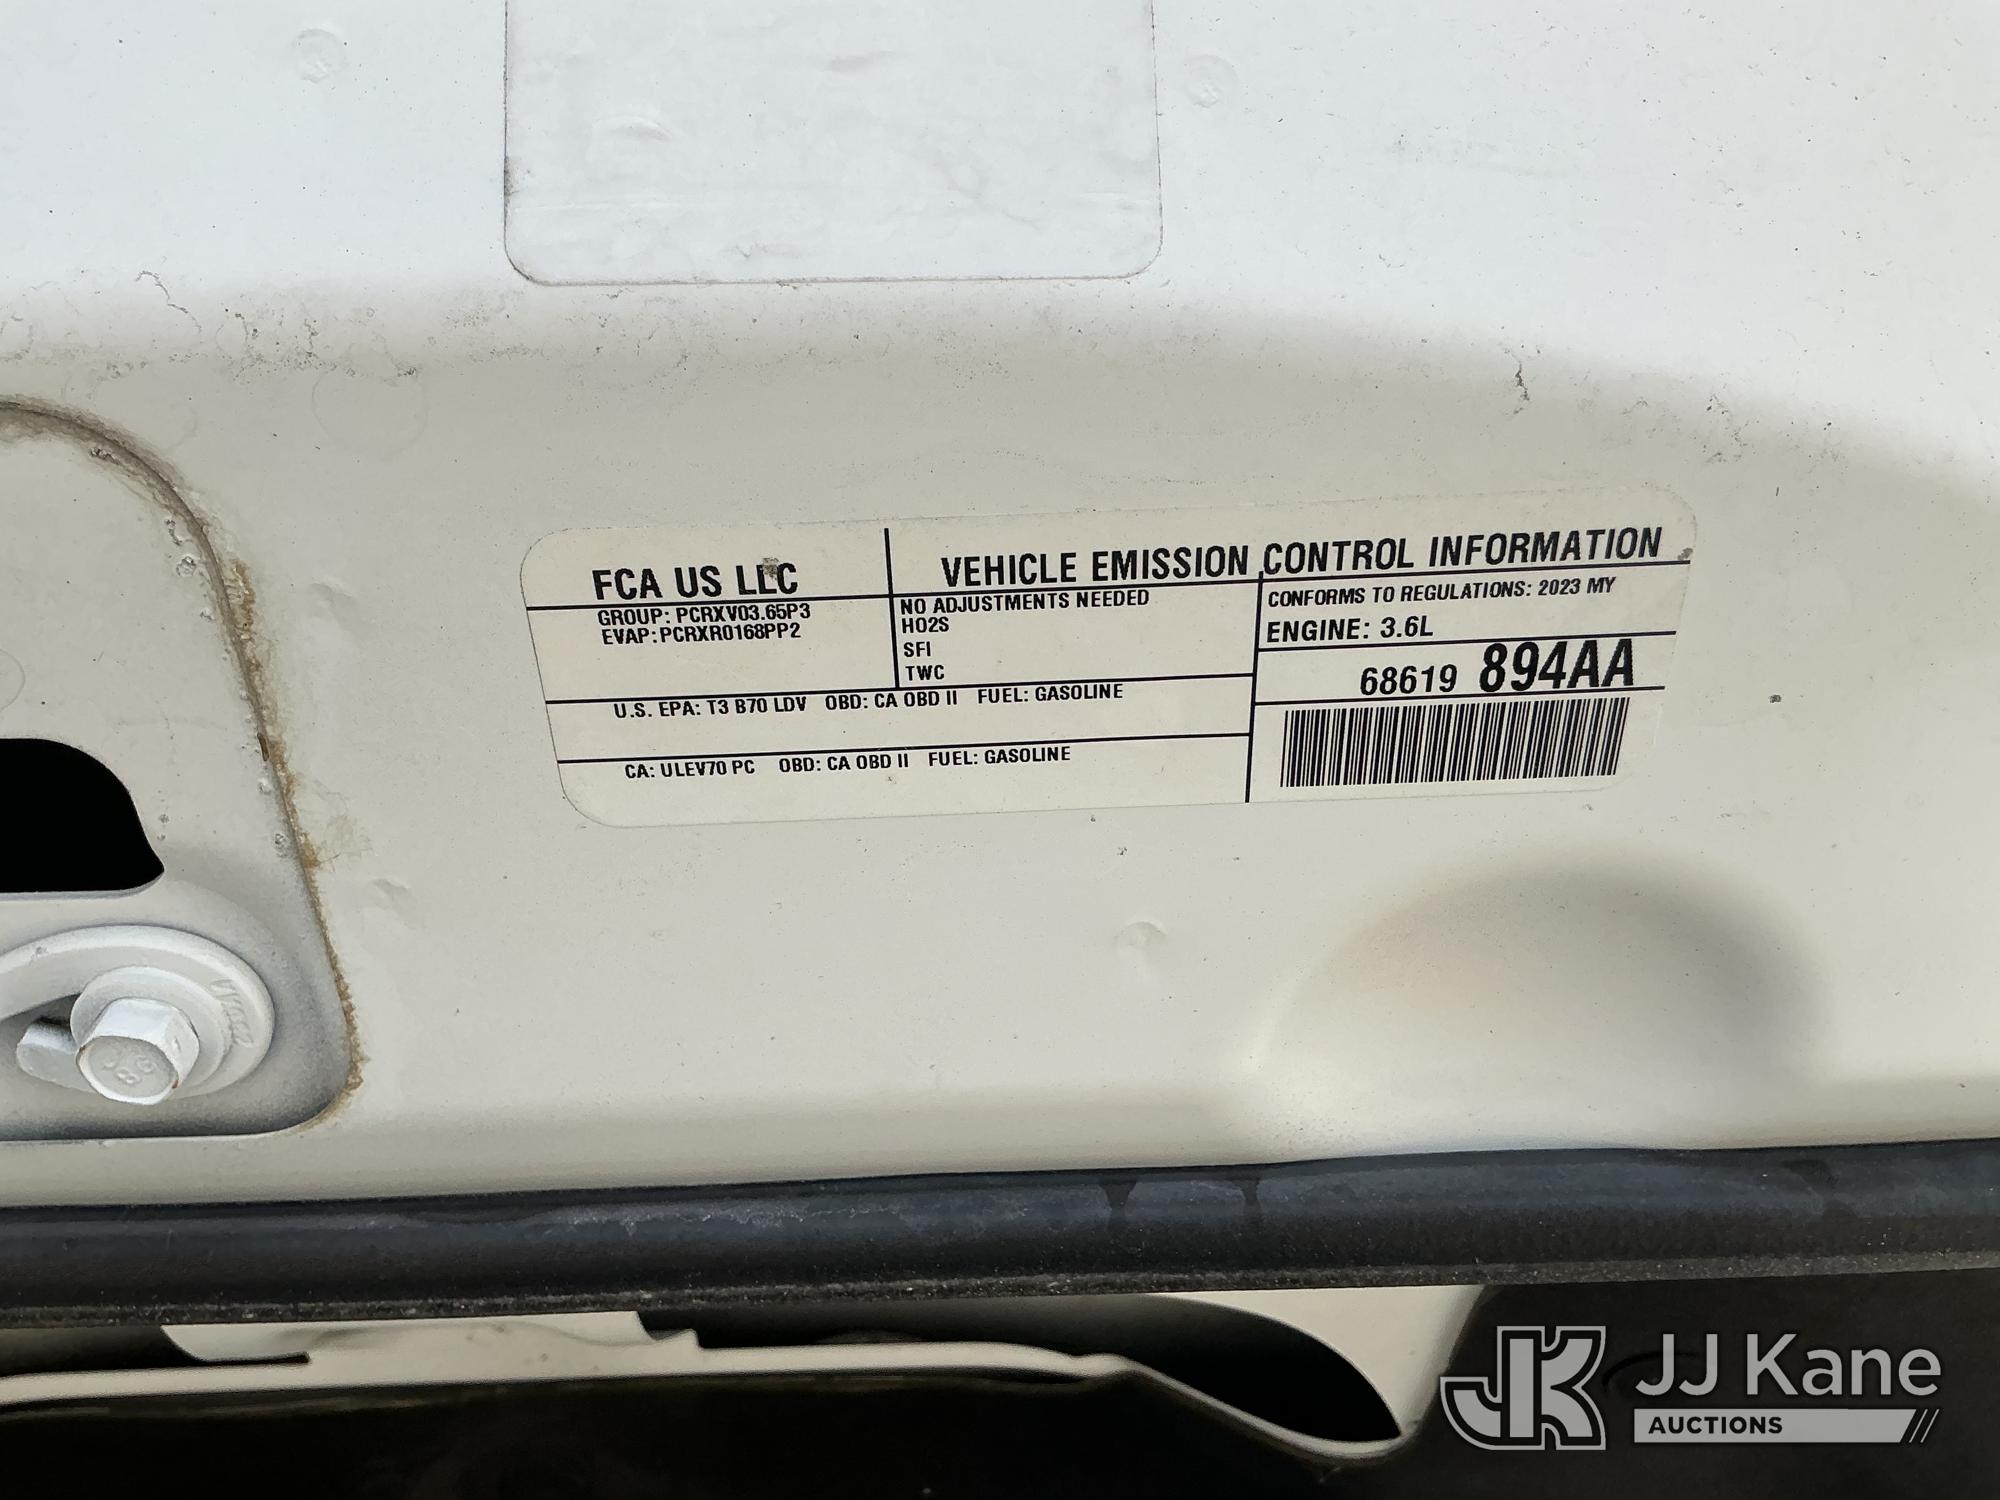 FCA US LLC
VEHICLE EMISSION CONTROL INFORMATION
GROUP: PCRXV03.65P3
EVAP: PCRXR0168PP2
NO ADJUSTMENTS NEEDED
HO2S
SFI
TWC
CONFORMS TO REGULATIONS: 2023 MY
ENGINE: 3.6L
68619 894AA
U.S. EPA: T3 B70 LDV OBD: CA OBD II FUEL: GASOLINE
CA: ULEV70 PC OBD: CA OBD II FUEL: GASOLINE
JK JJ Kane
AUCTIONS